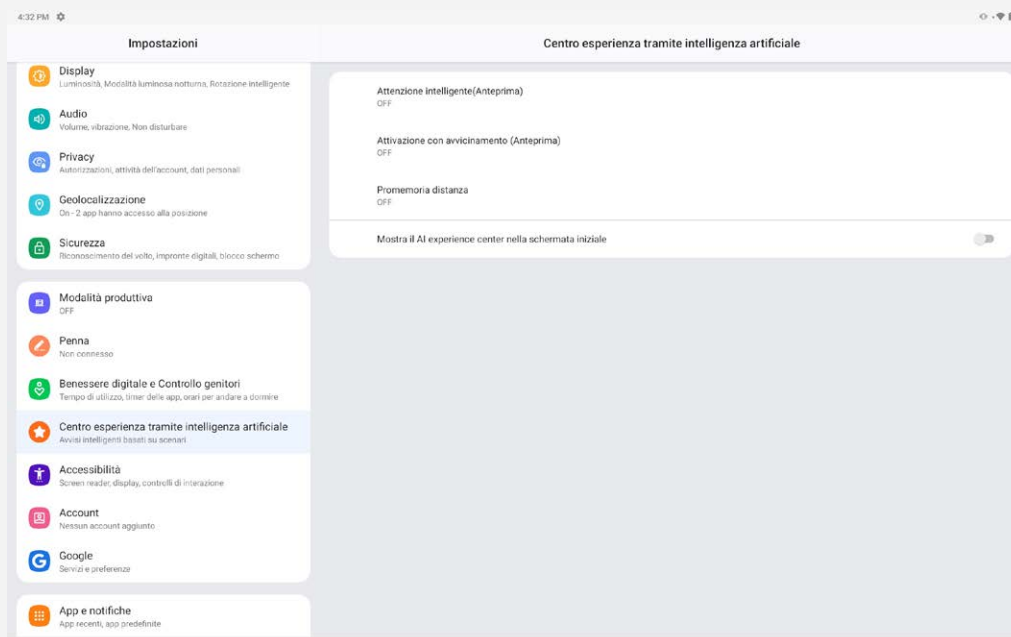 4:32 PM
Impostazioni
Centro esperienza tramite intelligenza artificiale
Display
Luminosità, Modalità luminosa notturna, Rotazione intelligente
Audio
Volume, vibrazione, Non disturbare
Privacy
Autorizzazioni, attività dell'account, dati personali
Geolocalizzazione
On - 2 app hanno accesso alla posizione
Sicurezza
Riconoscimento del volto, impronte digitali, blocco schermo
Modalità produttiva
OFF
Penna
Non connesso
Benessere digitale e Controllo genitori
Tempo di utilizzo, timer delle app, orari per andare a dormire
Centro esperienza tramite intelligenza artificiale
Avvisi intelligenti basati su scenari
Accessibilità
Screen reader, display, controlli di interazione
Account
Nessun account aggiunto
Google
Servizi e preferenze
App e notifiche
App recenti, app predefinite
Attenzione intelligente(Anteprima)
OFF
Attivazione con avvicinamento (Anteprima)
OFF
Promemoria distanza
OFF
Mostra il AI experience center nella schermata iniziale